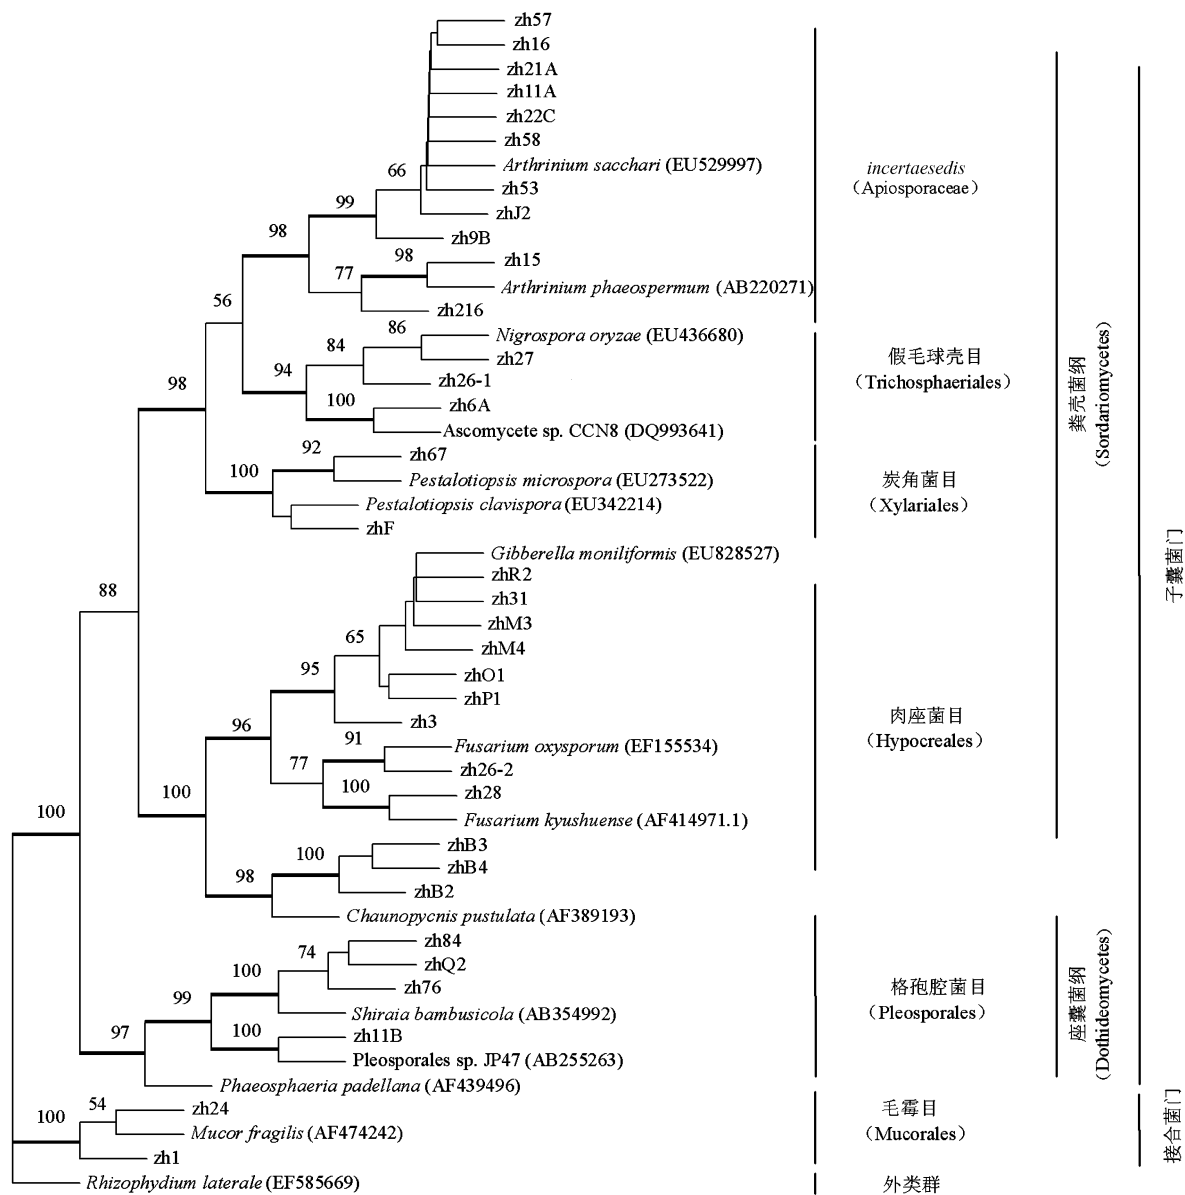 zh57
zh16
zh21A
zh11A
zh22C
zh58
66
Arthrinium sacchari (EU529997)
incertaesedis
(Apiosporaceae)
zh53
99
zhJ2
98
zh9B
98
zh15
77
Arthrinium phaeospermum (AB220271)
56
zh216
86
Nigrospora oryzae (EU436680)
84
zh27
假毛球壳目
(Trichosphaeriales)
94
zh26-1
98
100
zh6A
Ascomycete sp. CCN8 (DQ993641)
92
zh67
100
Pestalotiopsis microspora (EU273522)
炭角菌目
(Xylariales)
Pestalotiopsis clavispora (EU342214)
zhF
粪壳菌纲
(Sordariomycetes)
Gibberella moniliformis (EU828527)
zhR2
88
zh31
zhM3
65
zhM4
95
zhO1
zhP1
96
zh3
肉座菌目
(Hypocreales)
91
Fusarium oxysporum (EF155534)
77
zh26-2
100
100
zh28
100
Fusarium kyushuense (AF414971.1)
zhB3
100
zhB4
98
zhB2
Chaunopycnis pustulata (AF389193)
子囊菌门
zh84
74
zhQ2
100
zh76
格孢腔菌目
(Pleosporales)
99
Shiraia bambusicola (AB354992)
97
100
zh11B
Pleosporales sp. JP47 (AB255263)
Phaeosphaeria padellana (AF439496)
座囊菌纲
(Dothideomycetes)
54
zh24
毛霉目
(Mucorales)
100
Mucor fragilis (AF474242)
zh1
接合菌门
Rhizophydium laterale (EF585669)
外类群